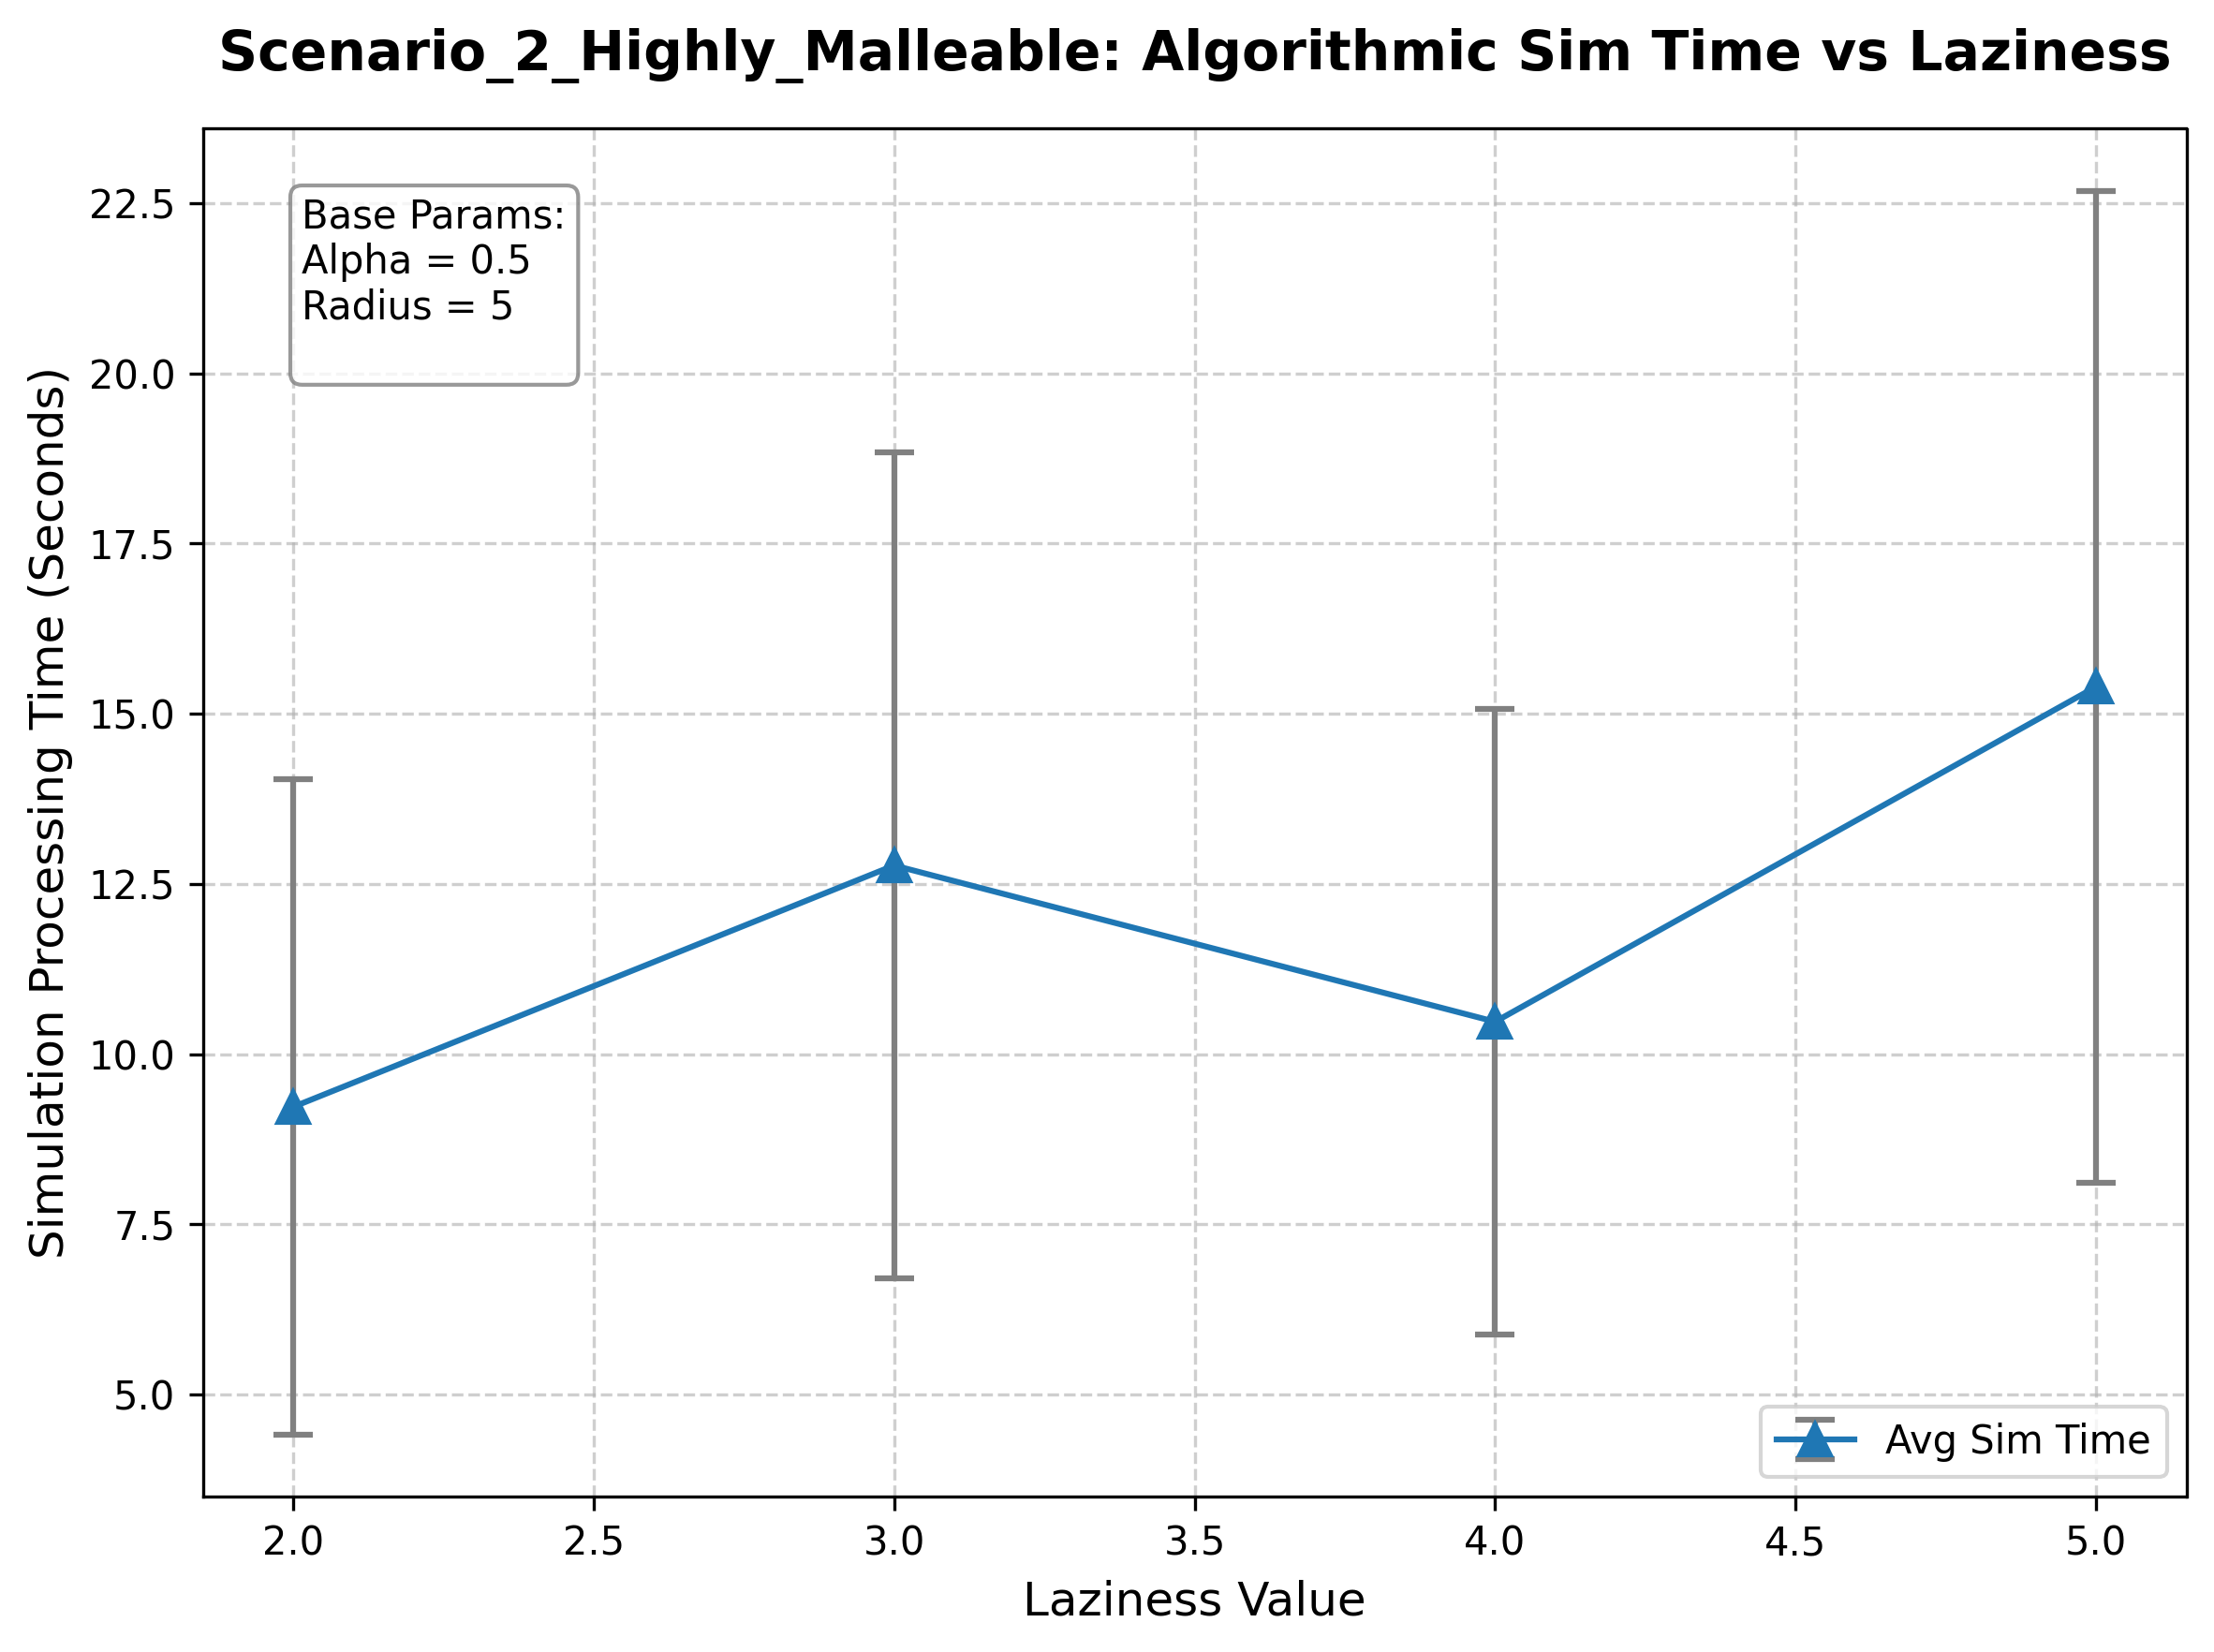 Scenario_2_Highly_Malleable: Algorithmic Sim Time vs Laziness
Base Params:
Alpha = 0.5
Radius = 5
Simulation Processing Time (Seconds)
22.5
20.0
17.5
15.0
12.5
10.0
7.5
5.0
Avg Sim Time
2.0 2.5 3.0 3.5 4.0 4.5 5.0
Laziness Value